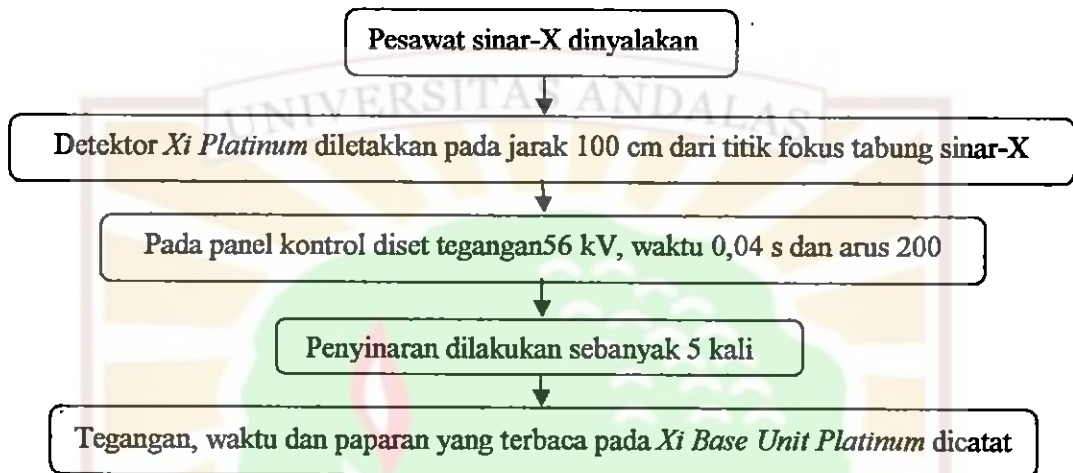 Pesawat sinar-X dinyalakan
UNIVERSITAS ANDALAS
Detektor Xi Platinum diletakkan pada jarak 100 cm dari titik fokus tabung sinar-X
Pada panel kontrol diset tegangan56 kV, waktu 0,04 s dan arus 200
Penyinaran dilakukan sebanyak 5 kali
Tegangan, waktu dan paparan yang terbaca pada Xi Base Unit Platinum dicatat